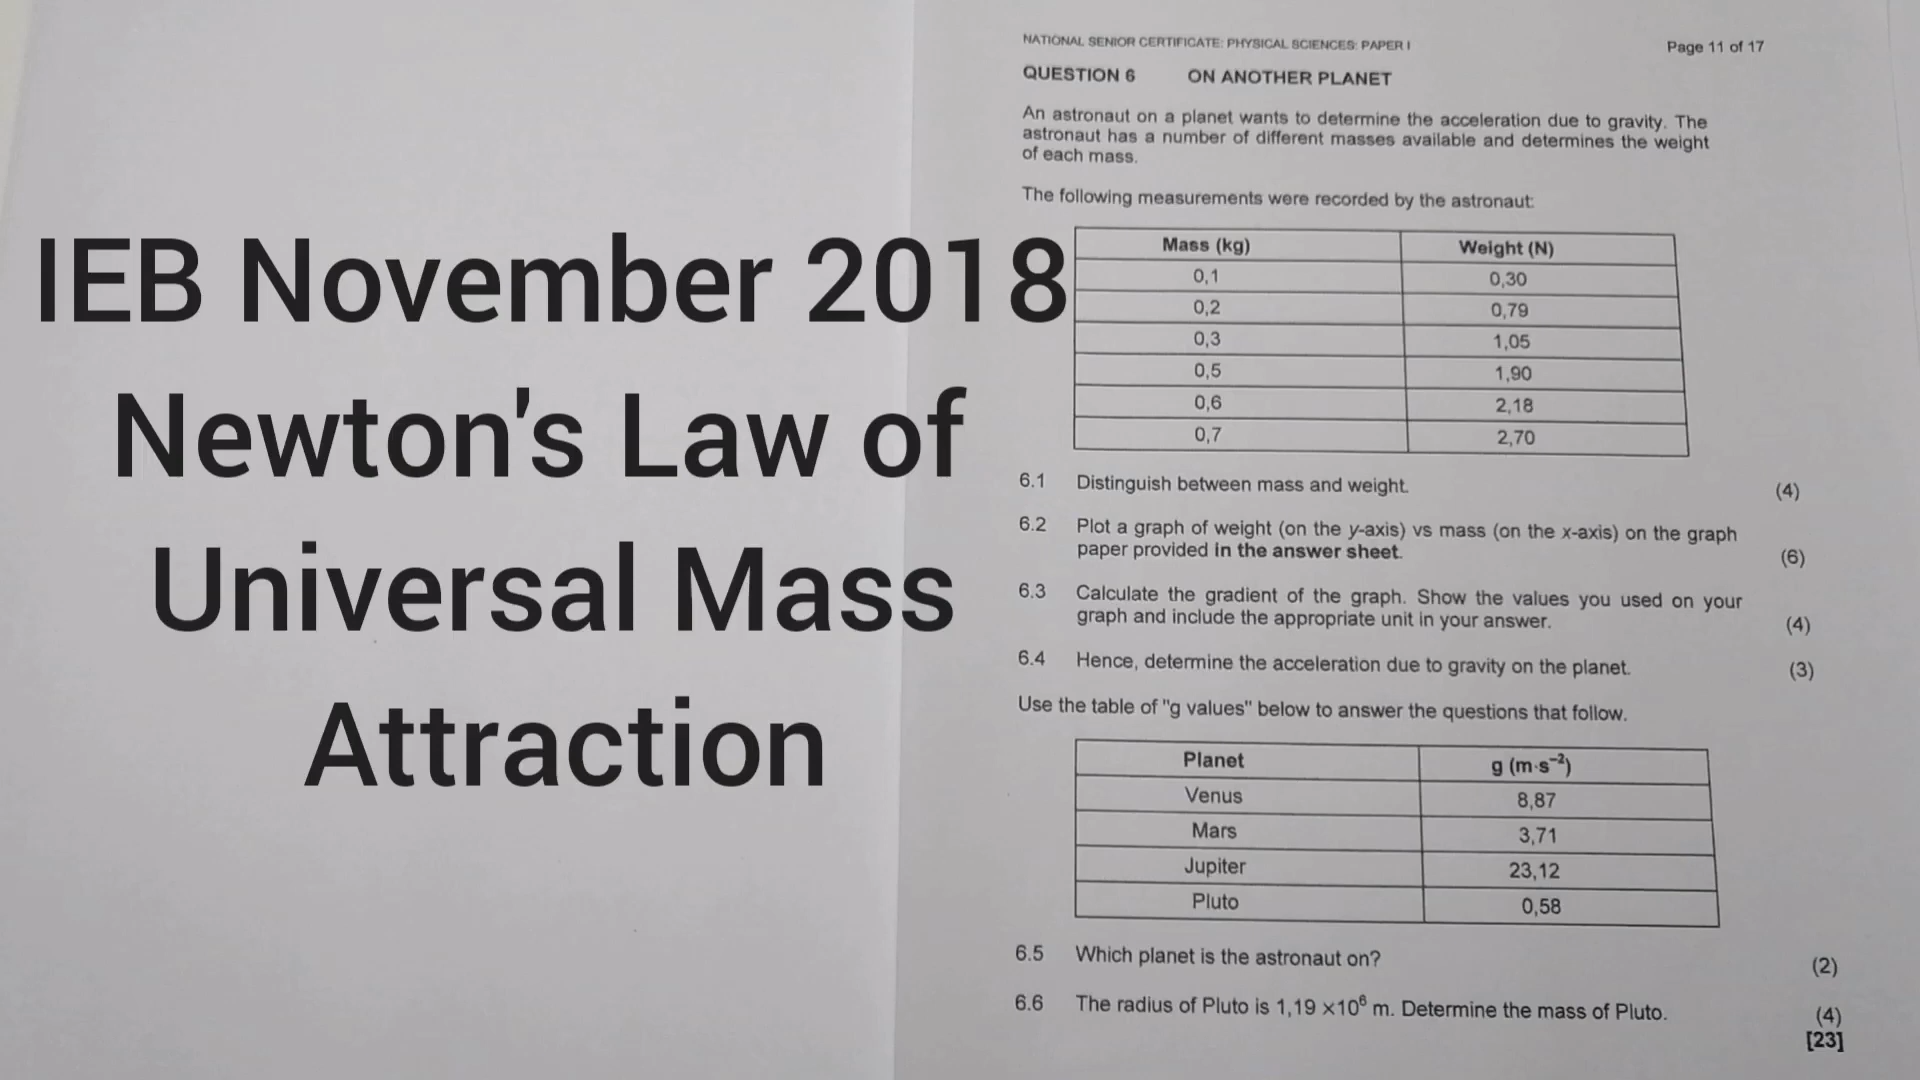 IEB November 2018
Newton's Law of
Universal Mass
Attraction
NATIONAL SENIOR CERTIFICATE: PHYSICAL SCIENCES: PAPER I
Page 11 of 17
QUESTION 6 ON ANOTHER PLANET
An astronaut on a planet wants to determine the acceleration due to gravity. The
astronaut has a number of different masses available and determines the weight
of each mass.
The following measurements were recorded by the astronaut:
Mass (kg) Weight (N)
0,1 0,30
0,2 0,79
0,3 1,05
0,5 1,90
0,6 2,18
0,7 2,70
6.1 Distinguish between mass and weight. (4)
6.2 Plot a graph of weight (on the y-axis) vs mass (on the x-axis) on the graph
paper provided in the answer sheet. (6)
6.3 Calculate the gradient of the graph. Show the values you used on your
graph and include the appropriate unit in your answer. (4)
6.4 Hence, determine the acceleration due to gravity on the planet. (3)
Use the table of "g values" below to answer the questions that follow.
Planet g (m·s⁻²)
Venus 8,87
Mars 3,71
Jupiter 23,12
Pluto 0,58
6.5 Which planet is the astronaut on? (2)
6.6 The radius of Pluto is 1,19 ×10⁶ m. Determine the mass of Pluto. (4)
[23]